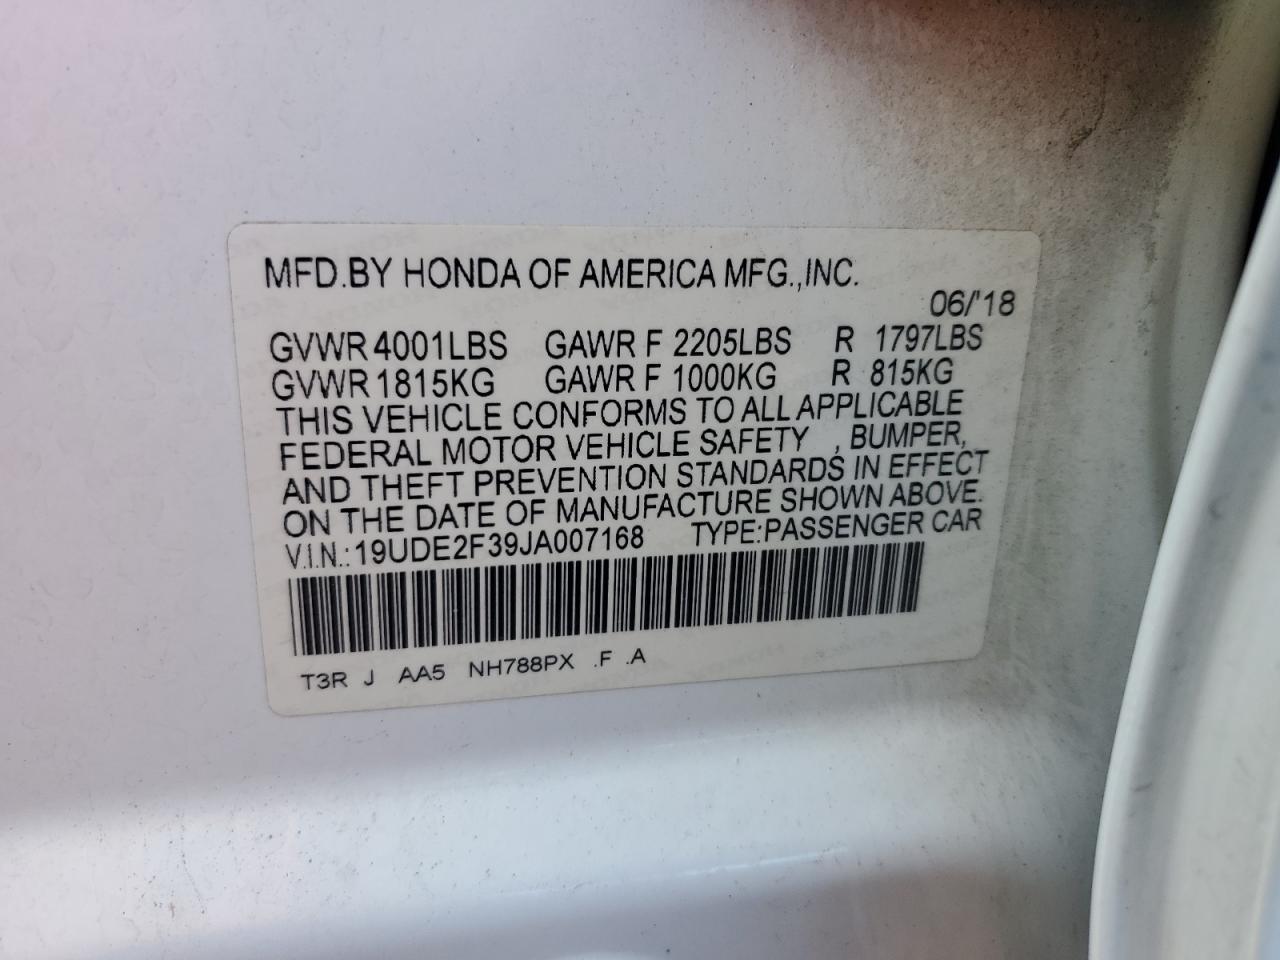 MFD.BY HONDA OF AMERICA MFG.,INC.
06/'18
GVWR 4001LBS GAWR F 2205LBS R 1797LBS
GVWR 1815KG GAWR F 1000KG R 815KG
THIS VEHICLE CONFORMS TO ALL APPLICABLE
FEDERAL MOTOR VEHICLE SAFETY , BUMPER,
AND THEFT PREVENTION STANDARDS IN EFFECT
ON THE DATE OF MANUFACTURE SHOWN ABOVE.
V.I.N.:19UDE2F39JA007168 TYPE:PASSENGER CAR
T3R J AA5 NH788PX .F .A